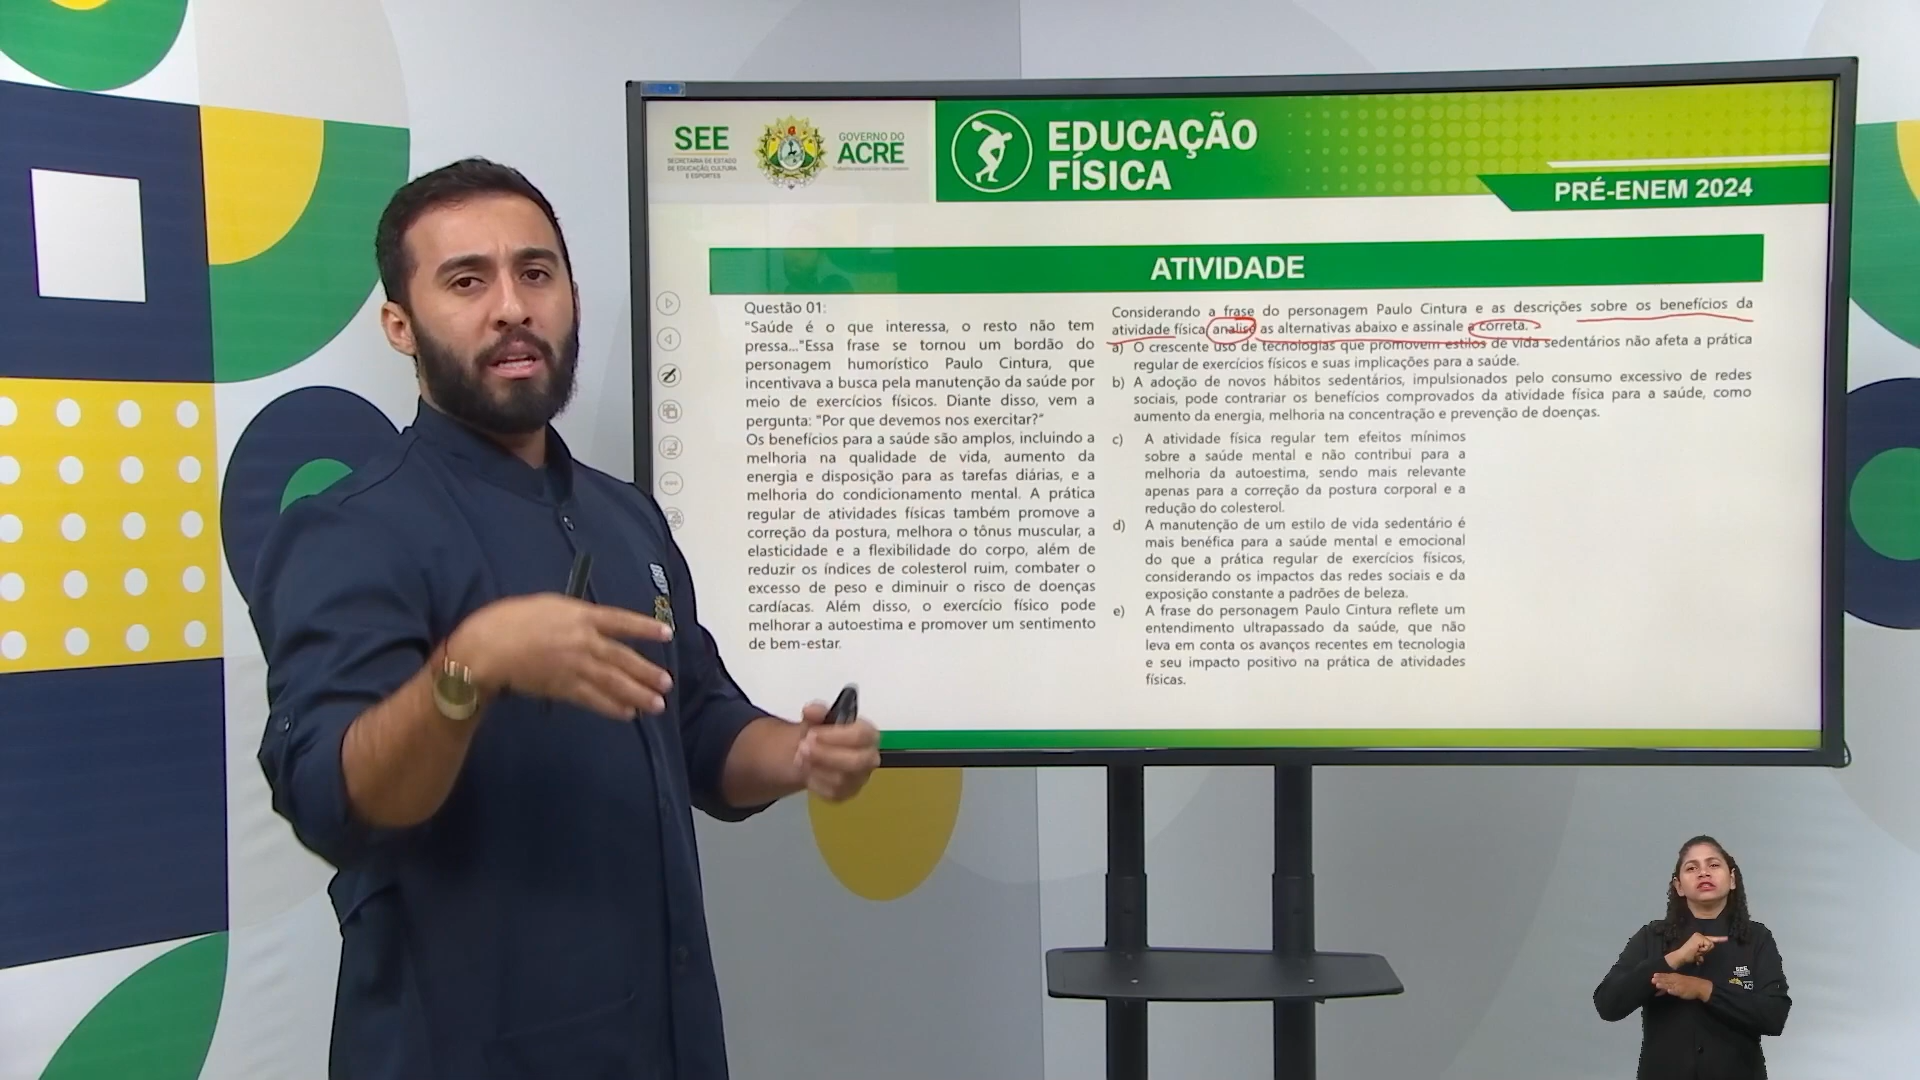 SEE
SECRETARIA DE ESTADO
DE EDUCAÇÃO, CULTURA
E ESPORTES
GOVERNO DO
ACRE
EDUCAÇÃO
FÍSICA
PRÉ-ENEM 2024
ATIVIDADE
Questão 01:
"Saúde é o que interessa, o resto não tem
pressa..."Essa frase se tornou um bordão do
personagem humorístico Paulo Cintura, que
incentivava a busca pela manutenção da saúde por
meio de exercícios físicos. Diante disso, vem a
pergunta: "Por que devemos nos exercitar?"
Os benefícios para a saúde são amplos, incluindo a
melhoria na qualidade de vida, aumento da
energia e disposição para as tarefas diárias, e a
melhoria do condicionamento mental. A prática
regular de atividades físicas também promove a
correção da postura, melhora o tônus muscular, a
elasticidade e a flexibilidade do corpo, além de
reduzir os índices de colesterol ruim, combater o
excesso de peso e diminuir o risco de doenças
cardíacas. Além disso, o exercício físico pode
melhorar a autoestima e promover um sentimento
de bem-estar.
Considerando a frase do personagem Paulo Cintura e as descrições sobre os benefícios da
atividade física, analise as alternativas abaixo e assinale a correta.
a) O crescente uso de tecnologias que promovem estilos de vida sedentários não afeta a prática
regular de exercícios físicos e suas implicações para a saúde.
b) A adoção de novos hábitos sedentários, impulsionados pelo consumo excessivo de redes
sociais, pode contrariar os benefícios comprovados da atividade física para a saúde, como
aumento da energia, melhoria na concentração e prevenção de doenças.
c) A atividade física regular tem efeitos mínimos
sobre a saúde mental e não contribui para a
melhoria da autoestima, sendo mais relevante
apenas para a correção da postura corporal e a
redução do colesterol.
d) A manutenção de um estilo de vida sedentário é
mais benéfica para a saúde mental e emocional
do que a prática regular de exercícios físicos,
considerando os impactos das redes sociais e da
exposição constante a padrões de beleza.
e) A frase do personagem Paulo Cintura reflete um
entendimento ultrapassado da saúde, que não
leva em conta os avanços recentes em tecnologia
e seu impacto positivo na prática de atividades
físicas.
SEE